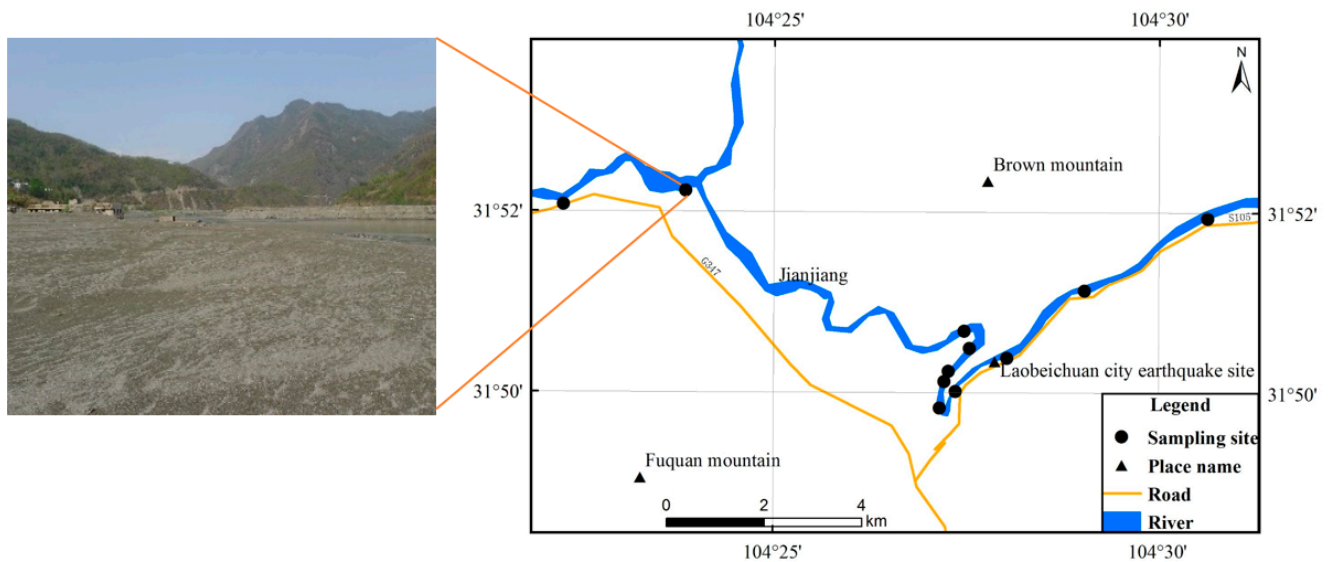 104°25'
104°30'
N
Brown mountain
31°52'
31°52'
S105
G347
Jianjiang
Laobeichuan city earthquake site
31°50'
31°50'
Legend
Sampling site
Fuquan mountain
Place name
0 2 4
km
Road
River
104°25'
104°30'